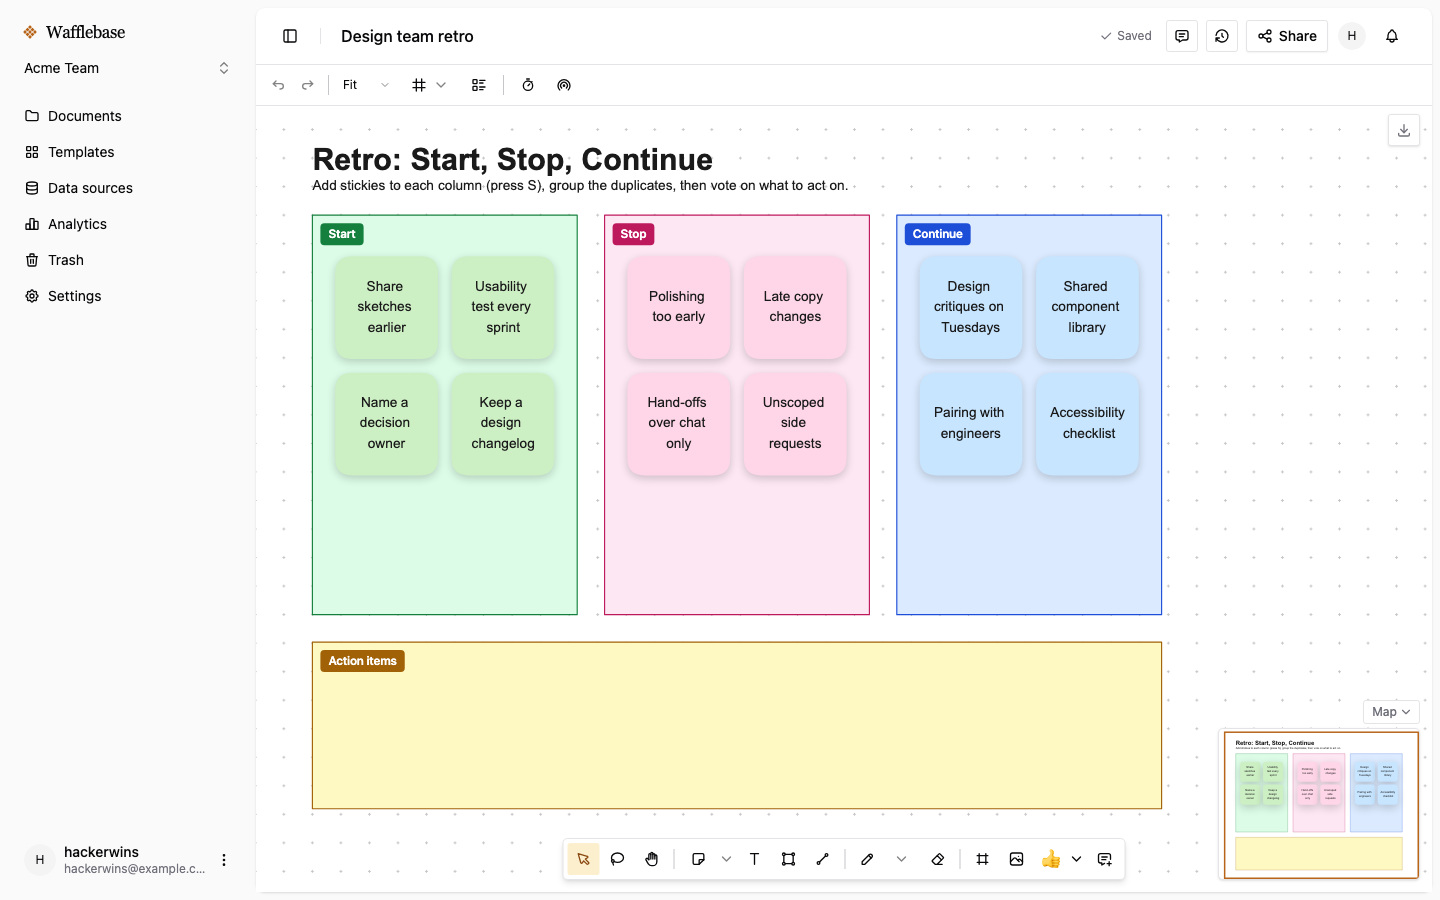 Wafflebase
Acme Team
Documents
Templates
Data sources
Analytics
Trash
Settings
H
hackerwins
hackerwins@example.c...
Design team retro
Saved
Share
H
Fit
Retro: Start, Stop, Continue
Add stickies to each column (press S), group the duplicates, then vote on what to act on.
Start
Share
sketches
earlier
Usability
test every
sprint
Name a
decision
owner
Keep a
design
changelog
Stop
Polishing
too early
Late copy
changes
Hand-offs
over chat
only
Unscoped
side
requests
Continue
Design
critiques on
Tuesdays
Shared
component
library
Pairing with
engineers
Accessibility
checklist
Action items
T
Map
Retro: Start, Stop, Continue